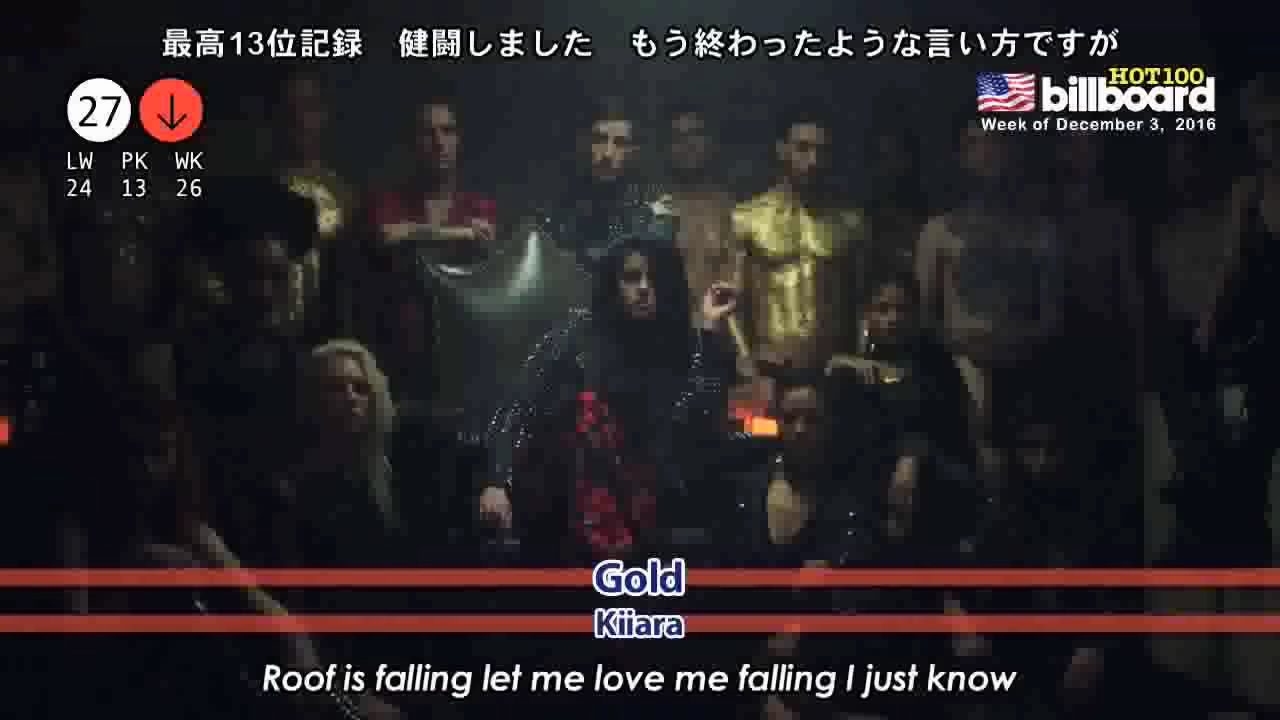 最高13位記録　健闘しました　もう終わったような言い方ですが
27 ↓
LW PK WK
24 13 26
HOT100
billboard
Week of December 3, 2016
Gold
Kiiara
Roof is falling let me love me falling I just know